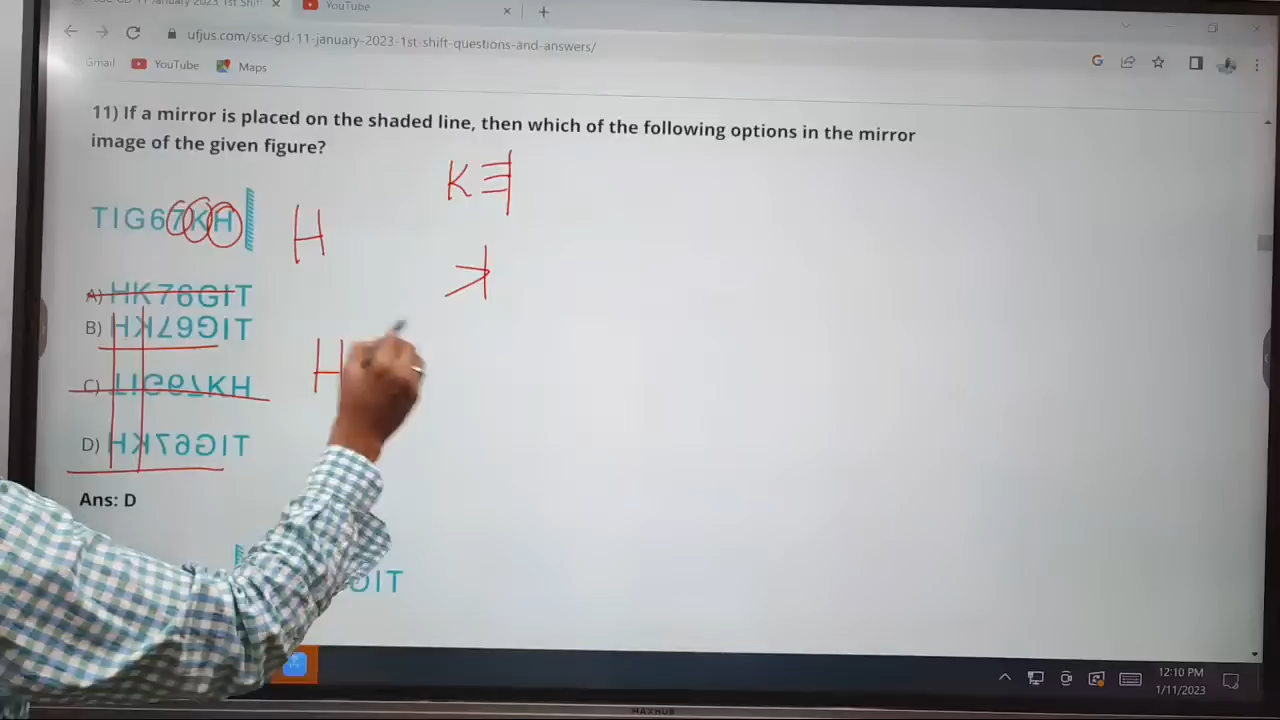 YouTube
ufjus.com/ssc-gd-11-january-2023-1st-shift-questions-and-answers/
Gmail YouTube Maps
11) If a mirror is placed on the shaded line, then which of the following options in the mirror
image of the given figure?
K
TIG67KH
H
K
A) HK76GIT
B)
H
C)
D)
Ans: D
IT
12:10 PM
1/11/2023
MAXHUB